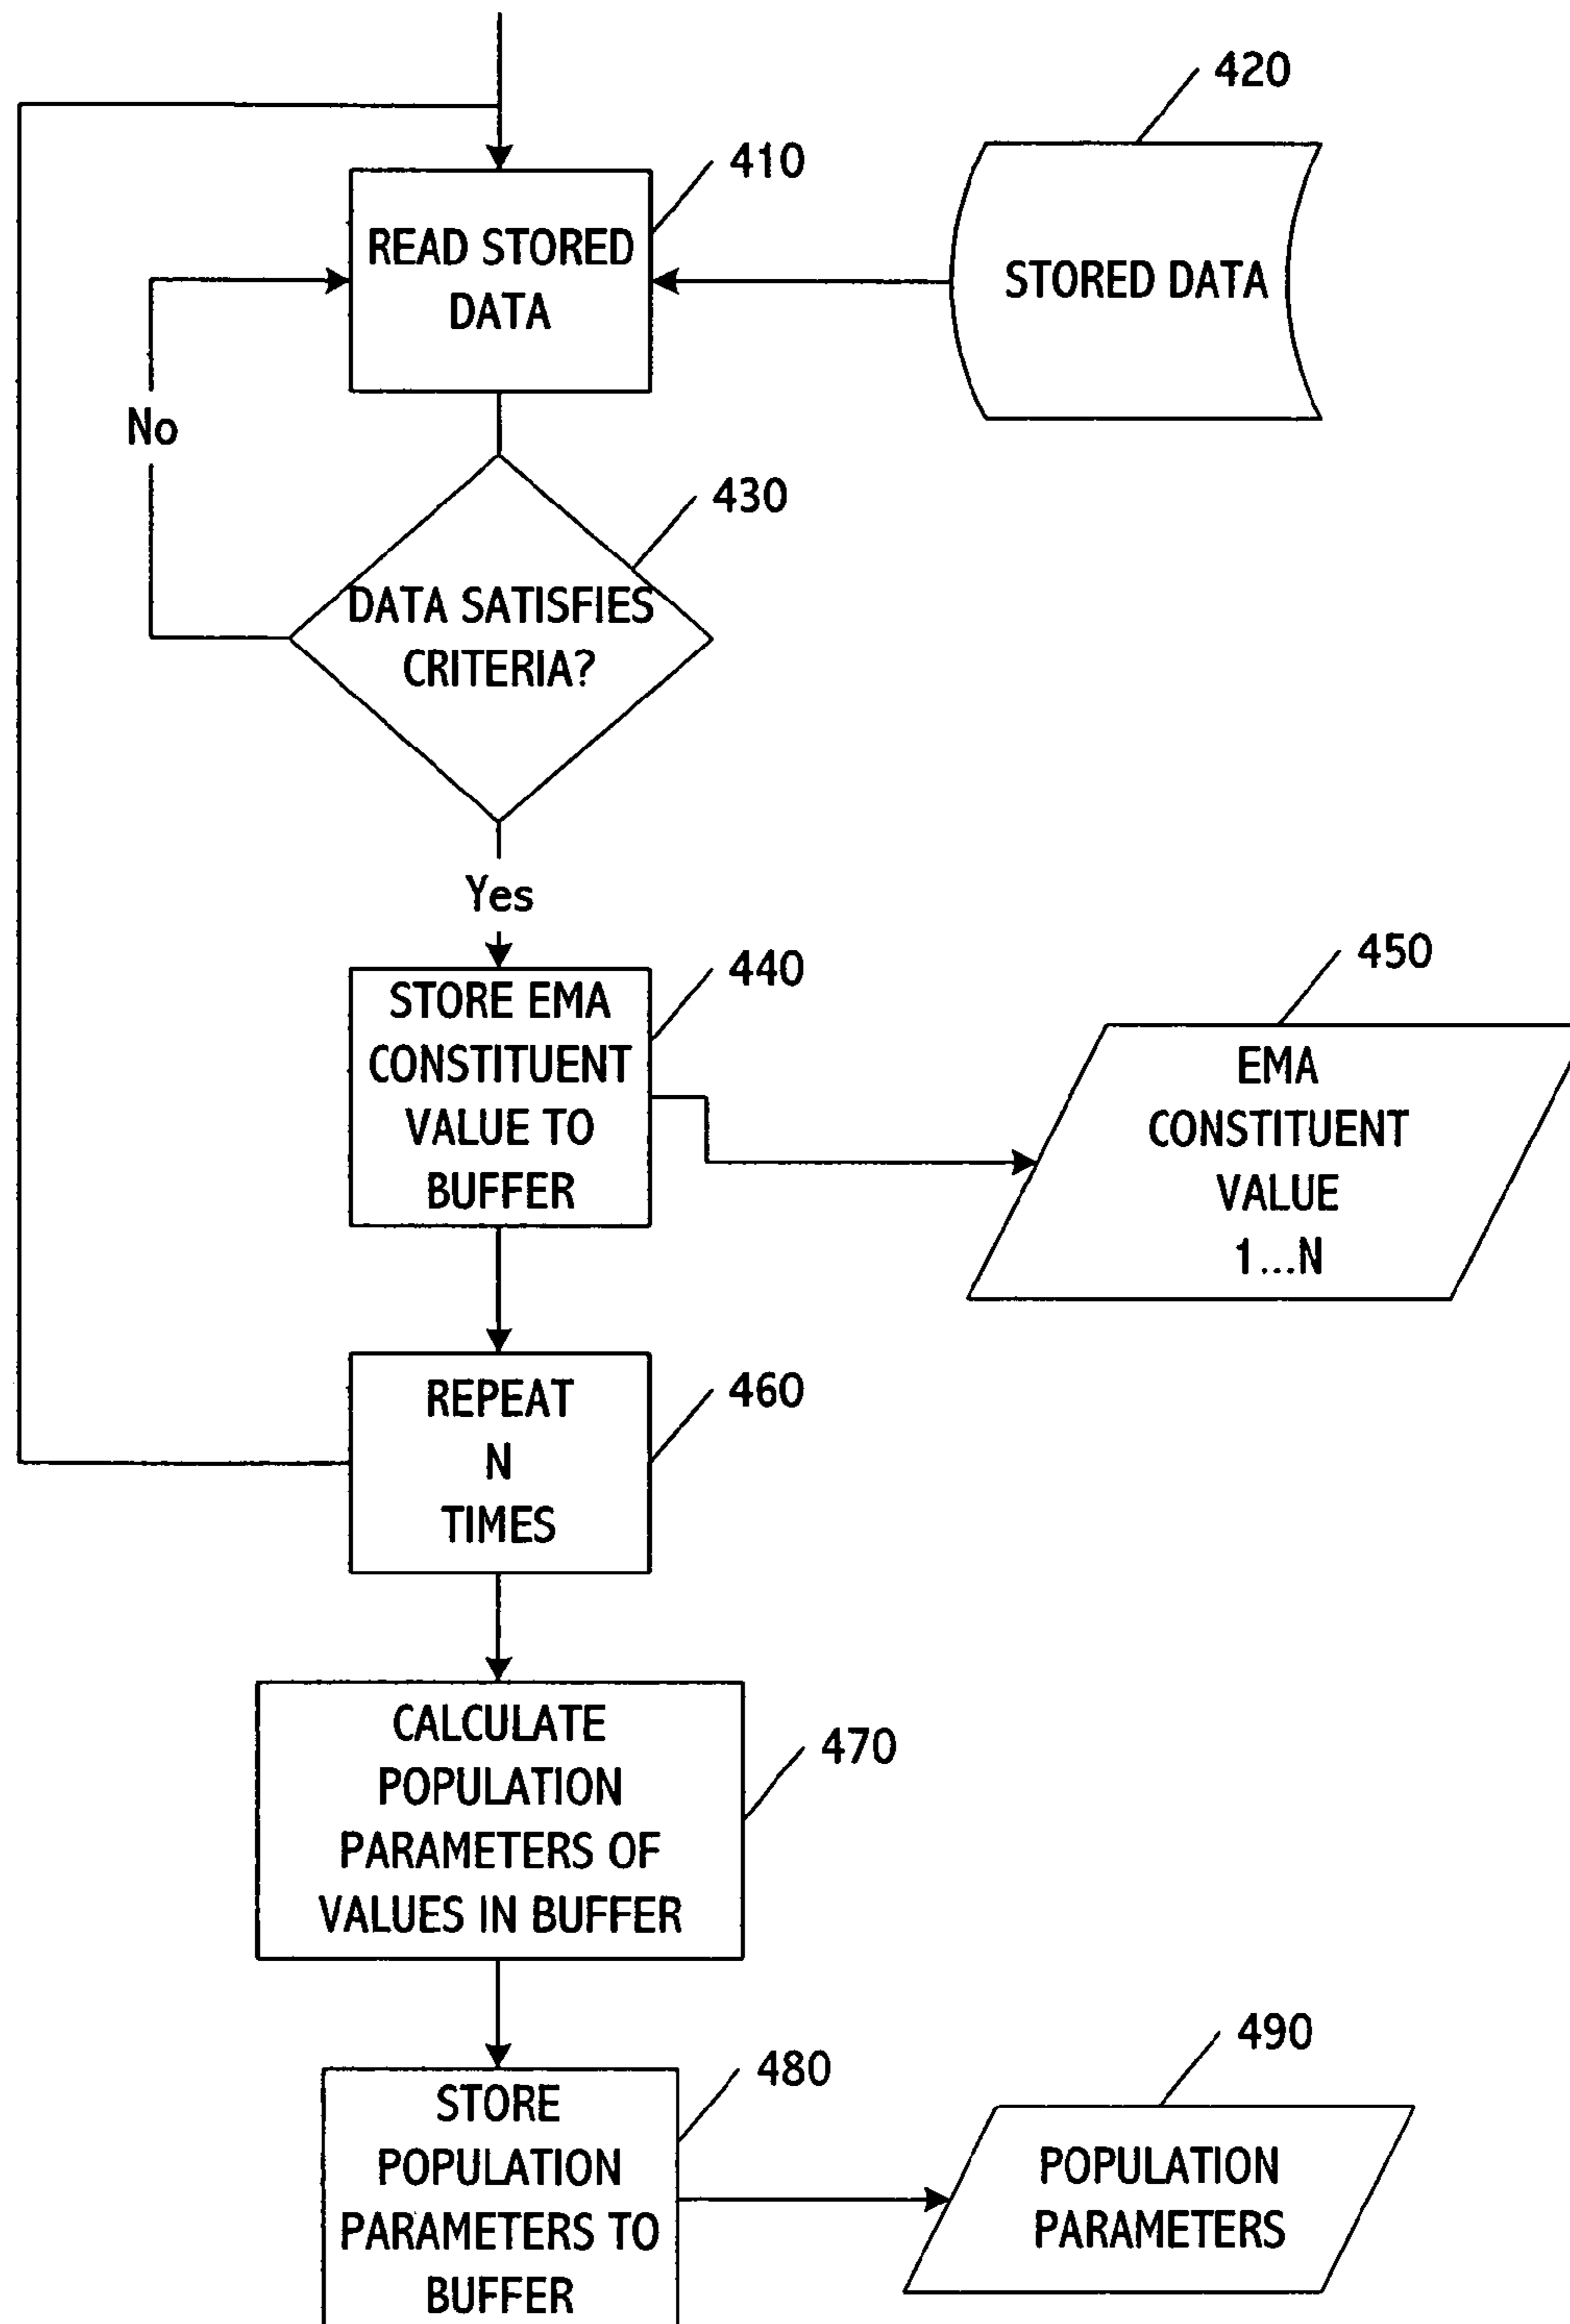 420
410
READ STORED
DATA
STORED DATA
No
430
DATA SATISFIES
CRITERIA?
Yes
440
STORE EMA
CONSTITUENT
VALUE TO
BUFFER
450
EMA
CONSTITUENT
VALUE
1...N
460
REPEAT
N
TIMES
470
CALCULATE
POPULATION
PARAMETERS OF
VALUES IN BUFFER
480
STORE
POPULATION
PARAMETERS TO
BUFFER
490
POPULATION
PARAMETERS